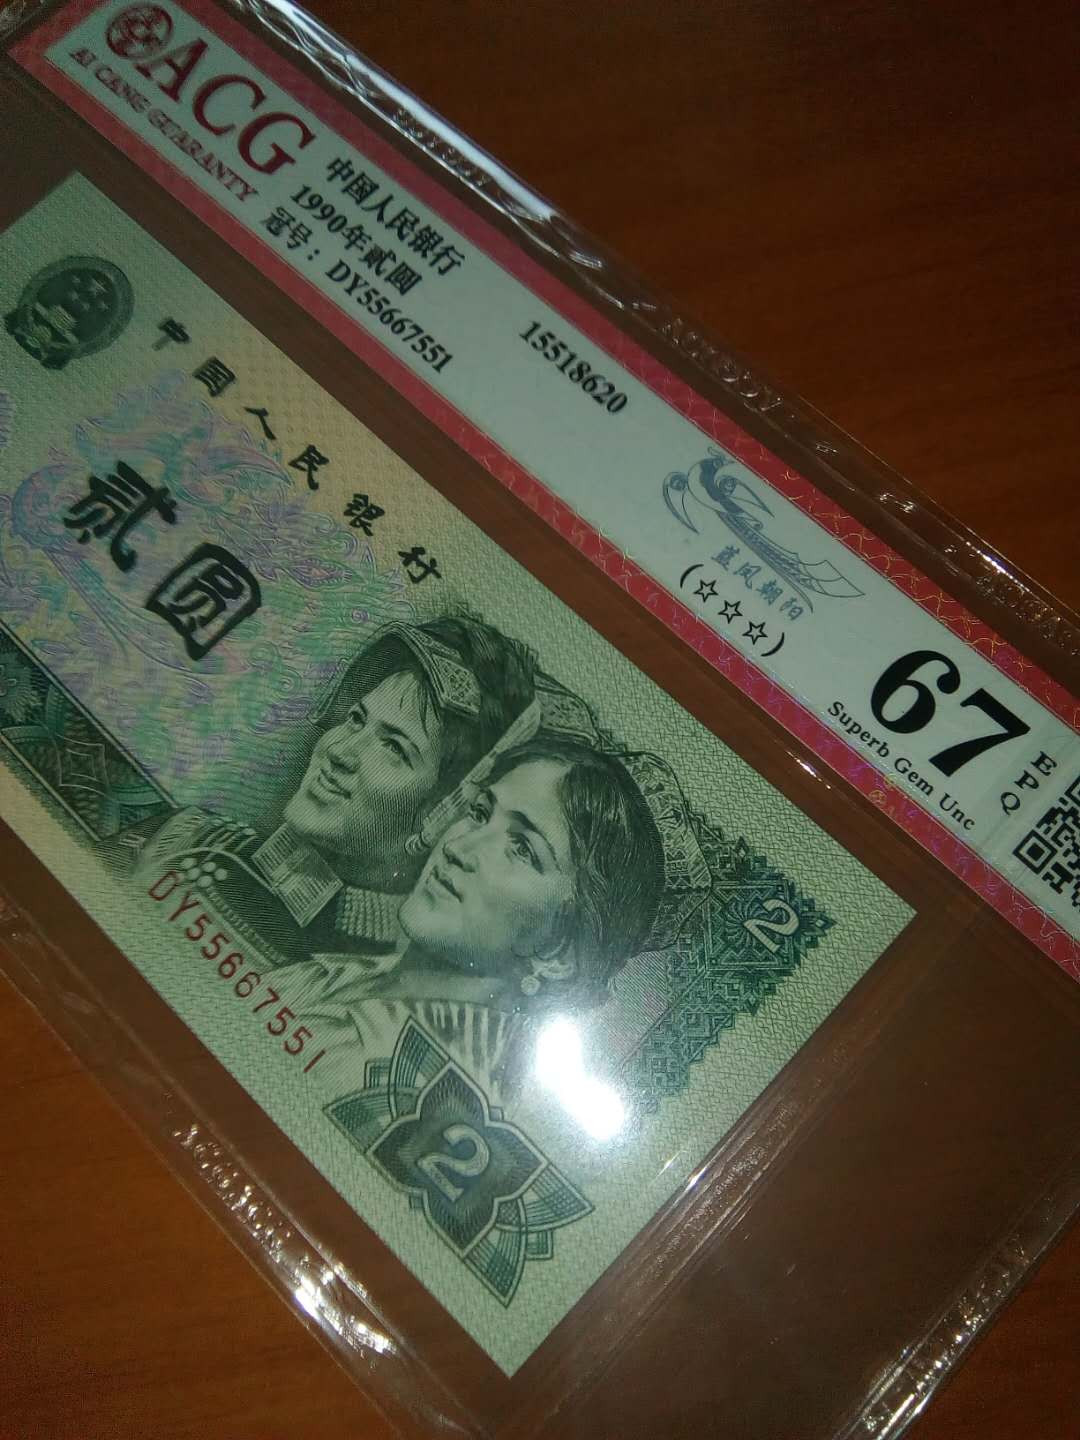 ACG
AI CANG GUARANTY
中国人民银行
1990年贰圆
冠号：DY55667551
15518620
蓝凤朝阳
(☆☆☆)
67
EPQ
Superb Gem Unc
中国人民银行
贰圆
DY55667551
2
2